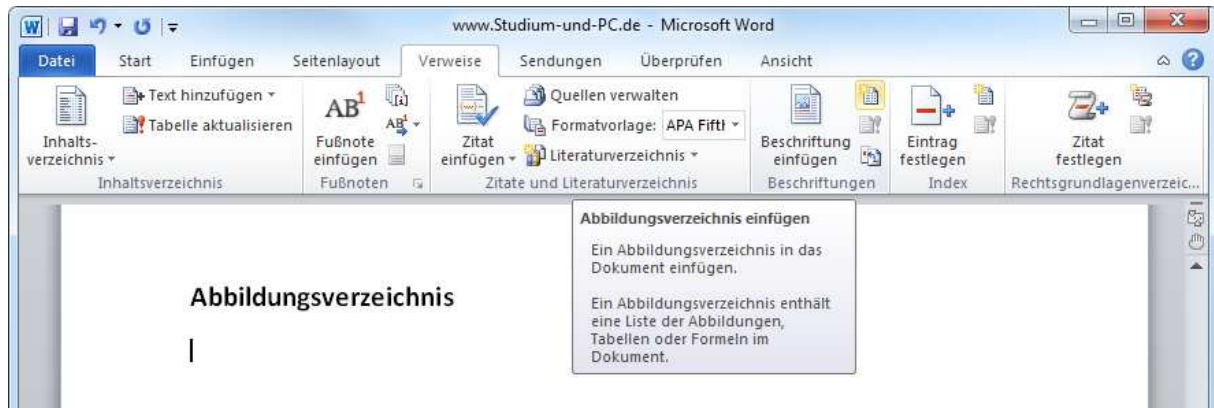 www.Studium-und-PC.de - Microsoft Word
Datei Start Einfügen Seitenlayout Verweise Sendungen Überprüfen Ansicht
Inhalts-
verzeichnis
Text hinzufügen
Tabelle aktualisieren
Inhaltsverzeichnis
AB1
Fußnote
einfügen
AB
Fußnoten
Zitat
einfügen
Quellen verwalten
Formatvorlage: APA Fifth
Literaturverzeichnis
Zitate und Literaturverzeichnis
Beschriftung
einfügen
Beschriftungen
Eintrag
festlegen
Index
Zitat
festlegen
Rechtsgrundlagenverzeic...
Abbildungsverzeichnis einfügen
Ein Abbildungsverzeichnis in das
Dokument einfügen.
Ein Abbildungsverzeichnis enthält
eine Liste der Abbildungen,
Tabellen oder Formeln im
Dokument.
Abbildungsverzeichnis